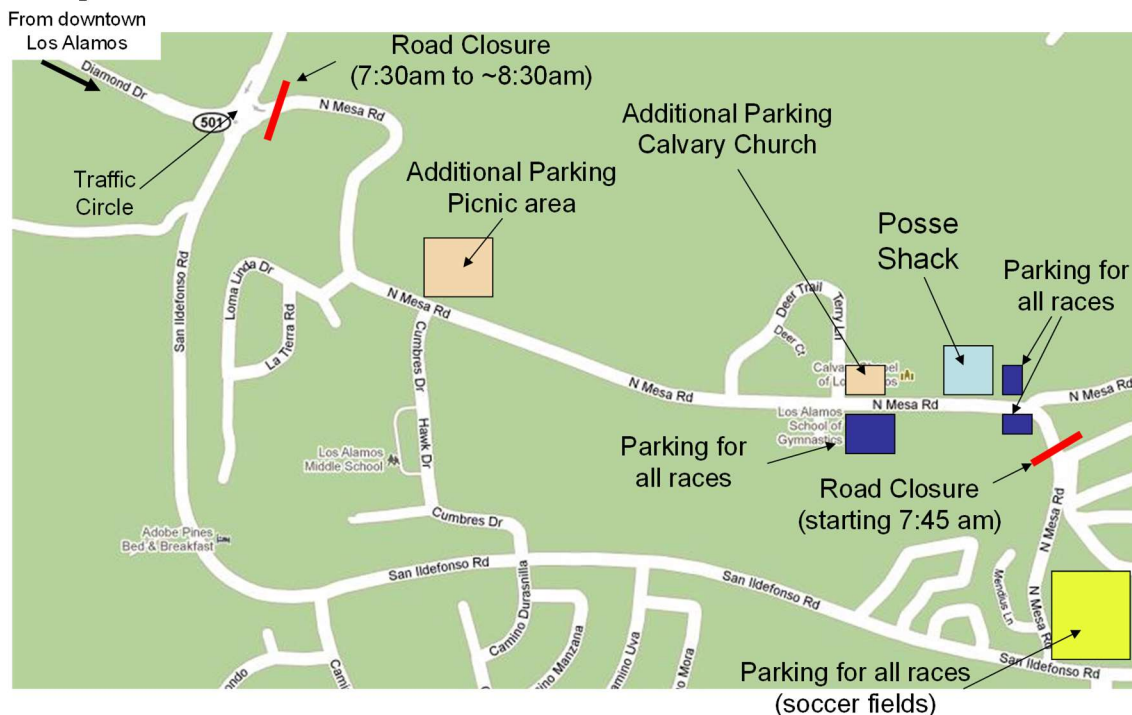 From downtown
Los Alamos
Diamond Dr
501
Traffic
Circle
Road Closure
(7:30am to ~8:30am)
N Mesa Rd
Additional Parking
Picnic area
Additional Parking
Calvary Church
Posse
Shack
Parking for
all races
San Ildefonso Rd
Loma Linda Dr
La Tierra Rd
N Mesa Rd
Cumbres Dr
Hawk Dr
Los Alamos
Middle School
Cumbres Dr
N Mesa Rd
Deer Trail
Deer Ct
Terry Ln
N Mesa Rd
N Mesa Rd
Los Alamos
School of
Gymnastics
Parking for
all races
Road Closure
(starting 7:45 am)
Adobe Pines
Bed & Breakfast
San Ildefonso Rd
Camino Durasnilla
Camino Manzana
San Ildefonso Rd
Mendius Ln
N Mesa Rd
N Mesa Rd
San Ildefonso Rd
Parking for all races
(soccer fields)